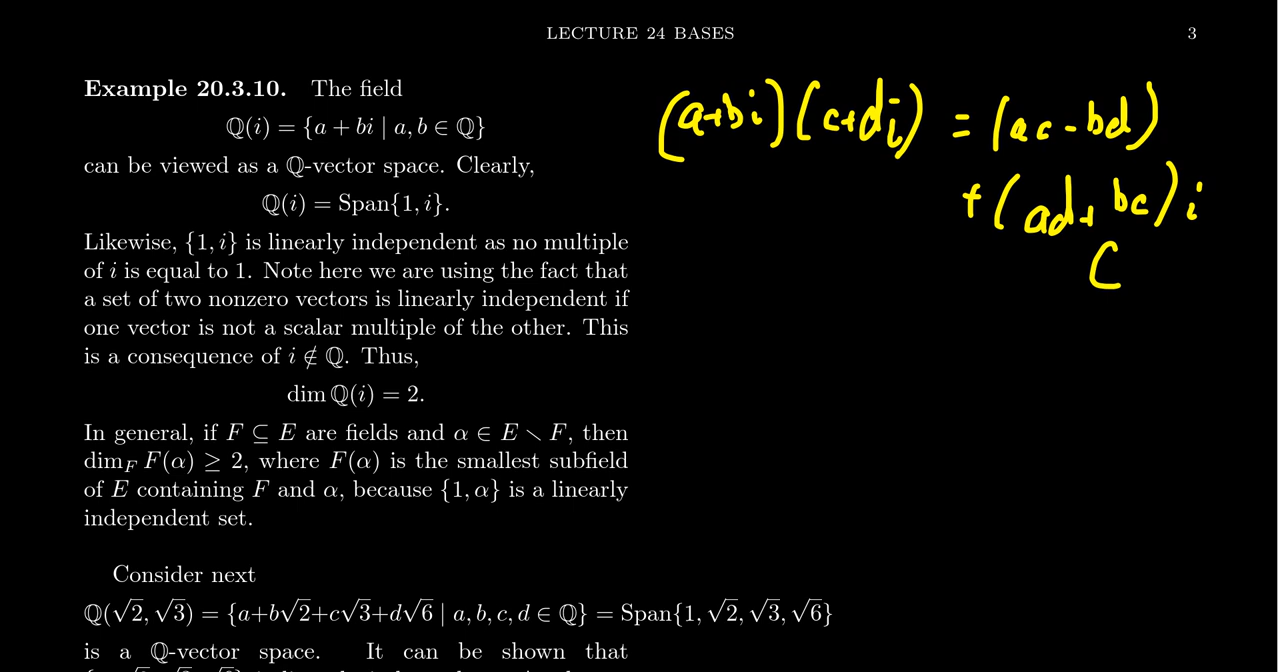 LECTURE 24 BASES 3
Example 20.3.10. The field
ℚ(i) = {a + bi | a, b ∈ ℚ}
can be viewed as a ℚ-vector space. Clearly,
ℚ(i) = Span{1, i}.
Likewise, {1, i} is linearly independent as no multiple
of i is equal to 1. Note here we are using the fact that
a set of two nonzero vectors is linearly independent if
one vector is not a scalar multiple of the other. This
is a consequence of i ∉ ℚ. Thus,
dim ℚ(i) = 2.
In general, if F ⊆ E are fields and α ∈ E ∖ F, then
dim_F F(α) ≥ 2, where F(α) is the smallest subfield
of E containing F and α, because {1, α} is a linearly
independent set.
Consider next
ℚ(√2, √3) = {a+b√2+c√3+d√6 | a, b, c, d ∈ ℚ} = Span{1, √2, √3, √6}
is a ℚ-vector space. It can be shown that
(a+bi)(c+di) = (ac-bd)
+(ad+bc)i
C